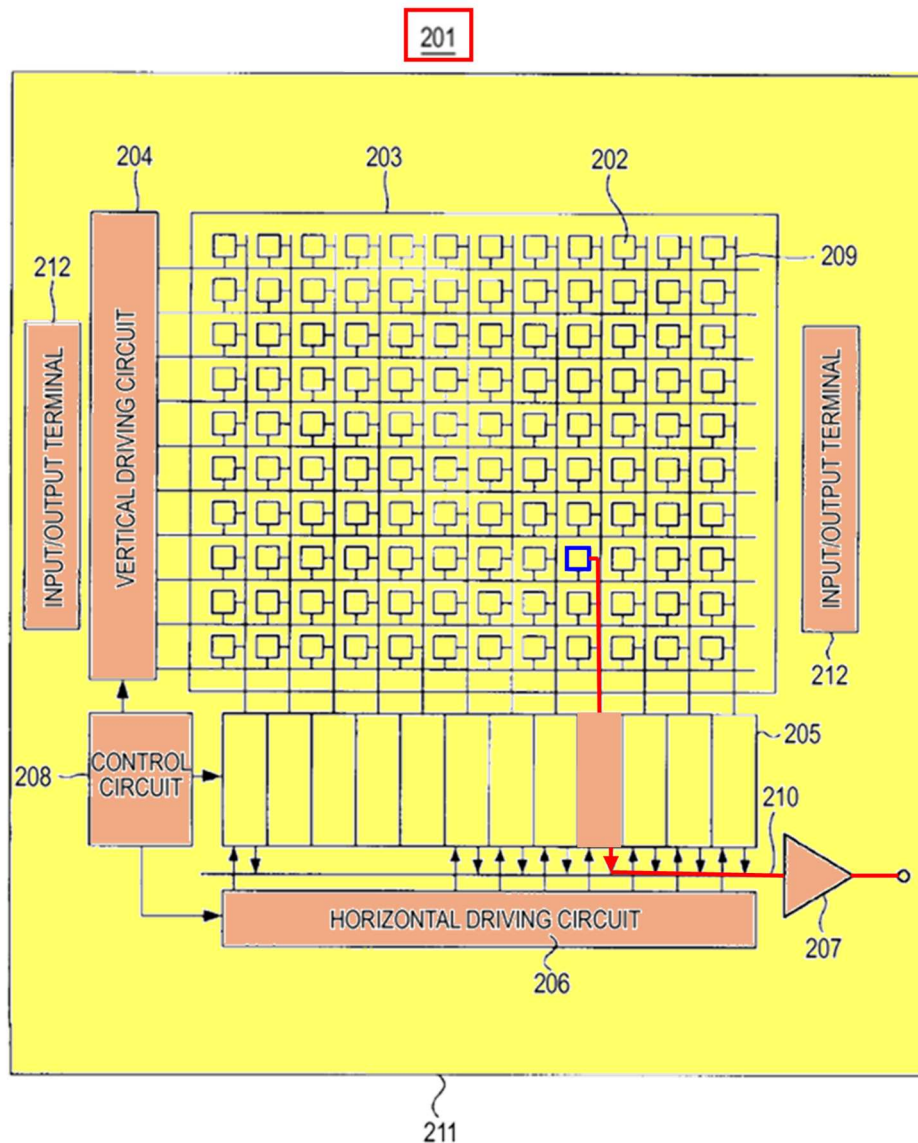 201
204
203
202
209
212
INPUT/OUTPUT TERMINAL
VERTICAL DRIVING CIRCUIT
INPUT/OUTPUT TERMINAL
212
205
208
CONTROL
CIRCUIT
210
HORIZONTAL DRIVING CIRCUIT
206
207
211